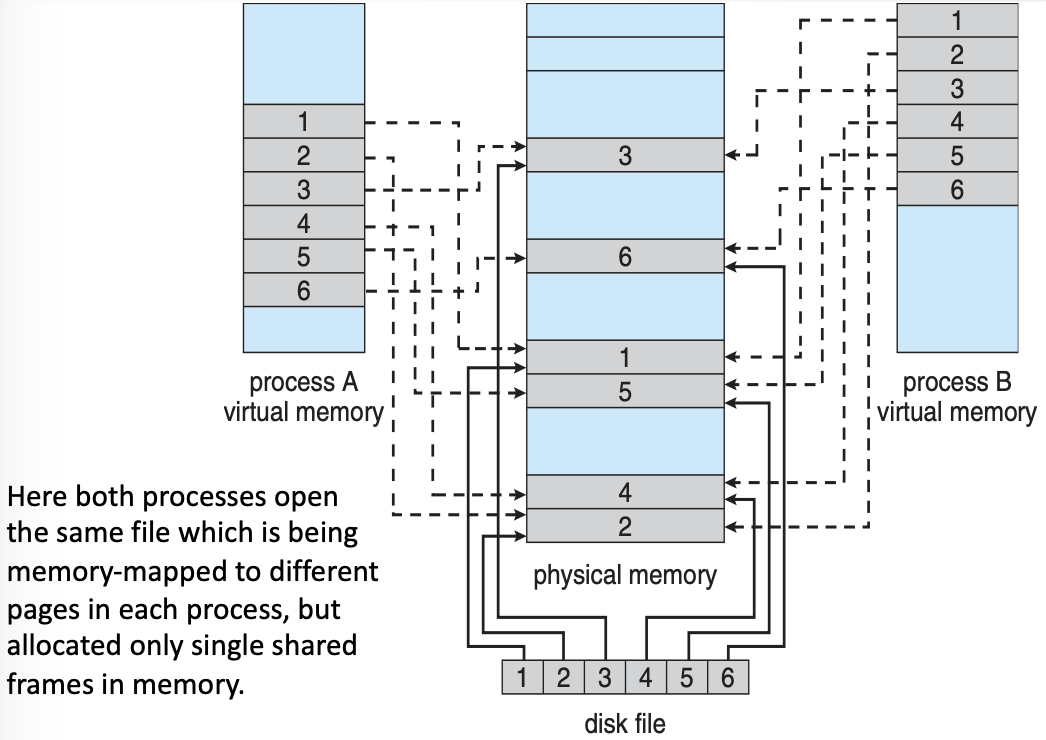 1
2
3
4
5
6
process A
virtual memory
3
6
1
5
4
2
physical memory
1
2
3
4
5
6
process B
virtual memory
Here both processes open
the same file which is being
memory-mapped to different
pages in each process, but
allocated only single shared
frames in memory.
1 2 3 4 5 6
disk file